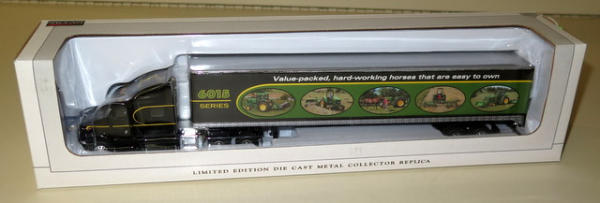 Value-packed, hard-working horses that are easy to own
6015
SERIES
LIMITED EDITION DIE CAST METAL COLLECTOR REPLICA